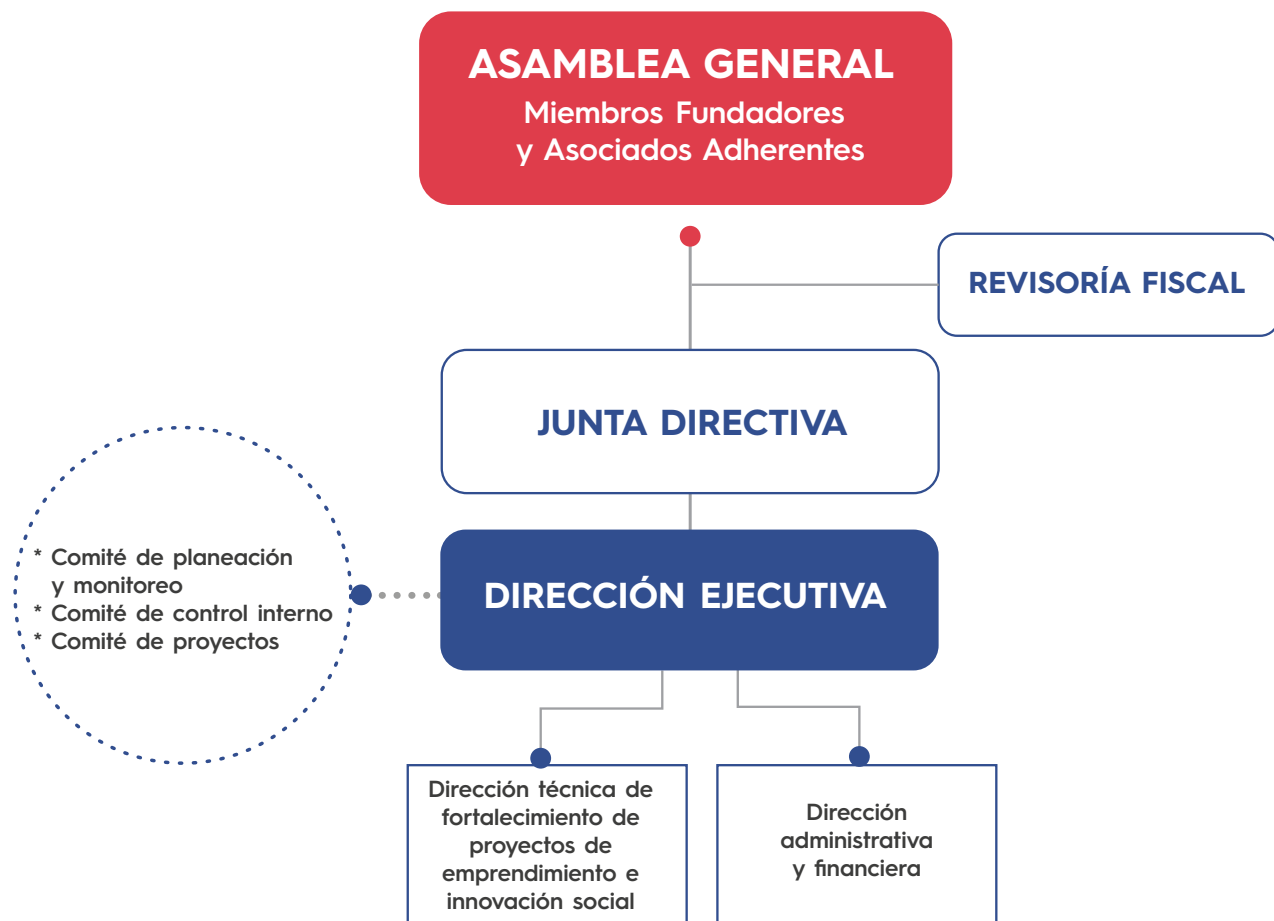 ASAMBLEA GENERAL
Miembros Fundadores
y Asociados Adherentes
REVISORÍA FISCAL
JUNTA DIRECTIVA
* Comité de planeación
y monitoreo
* Comité de control interno
* Comité de proyectos
DIRECCIÓN EJECUTIVA
Dirección técnica de
fortalecimiento de
proyectos de
emprendimiento e
innovación social
Dirección
administrativa
y financiera